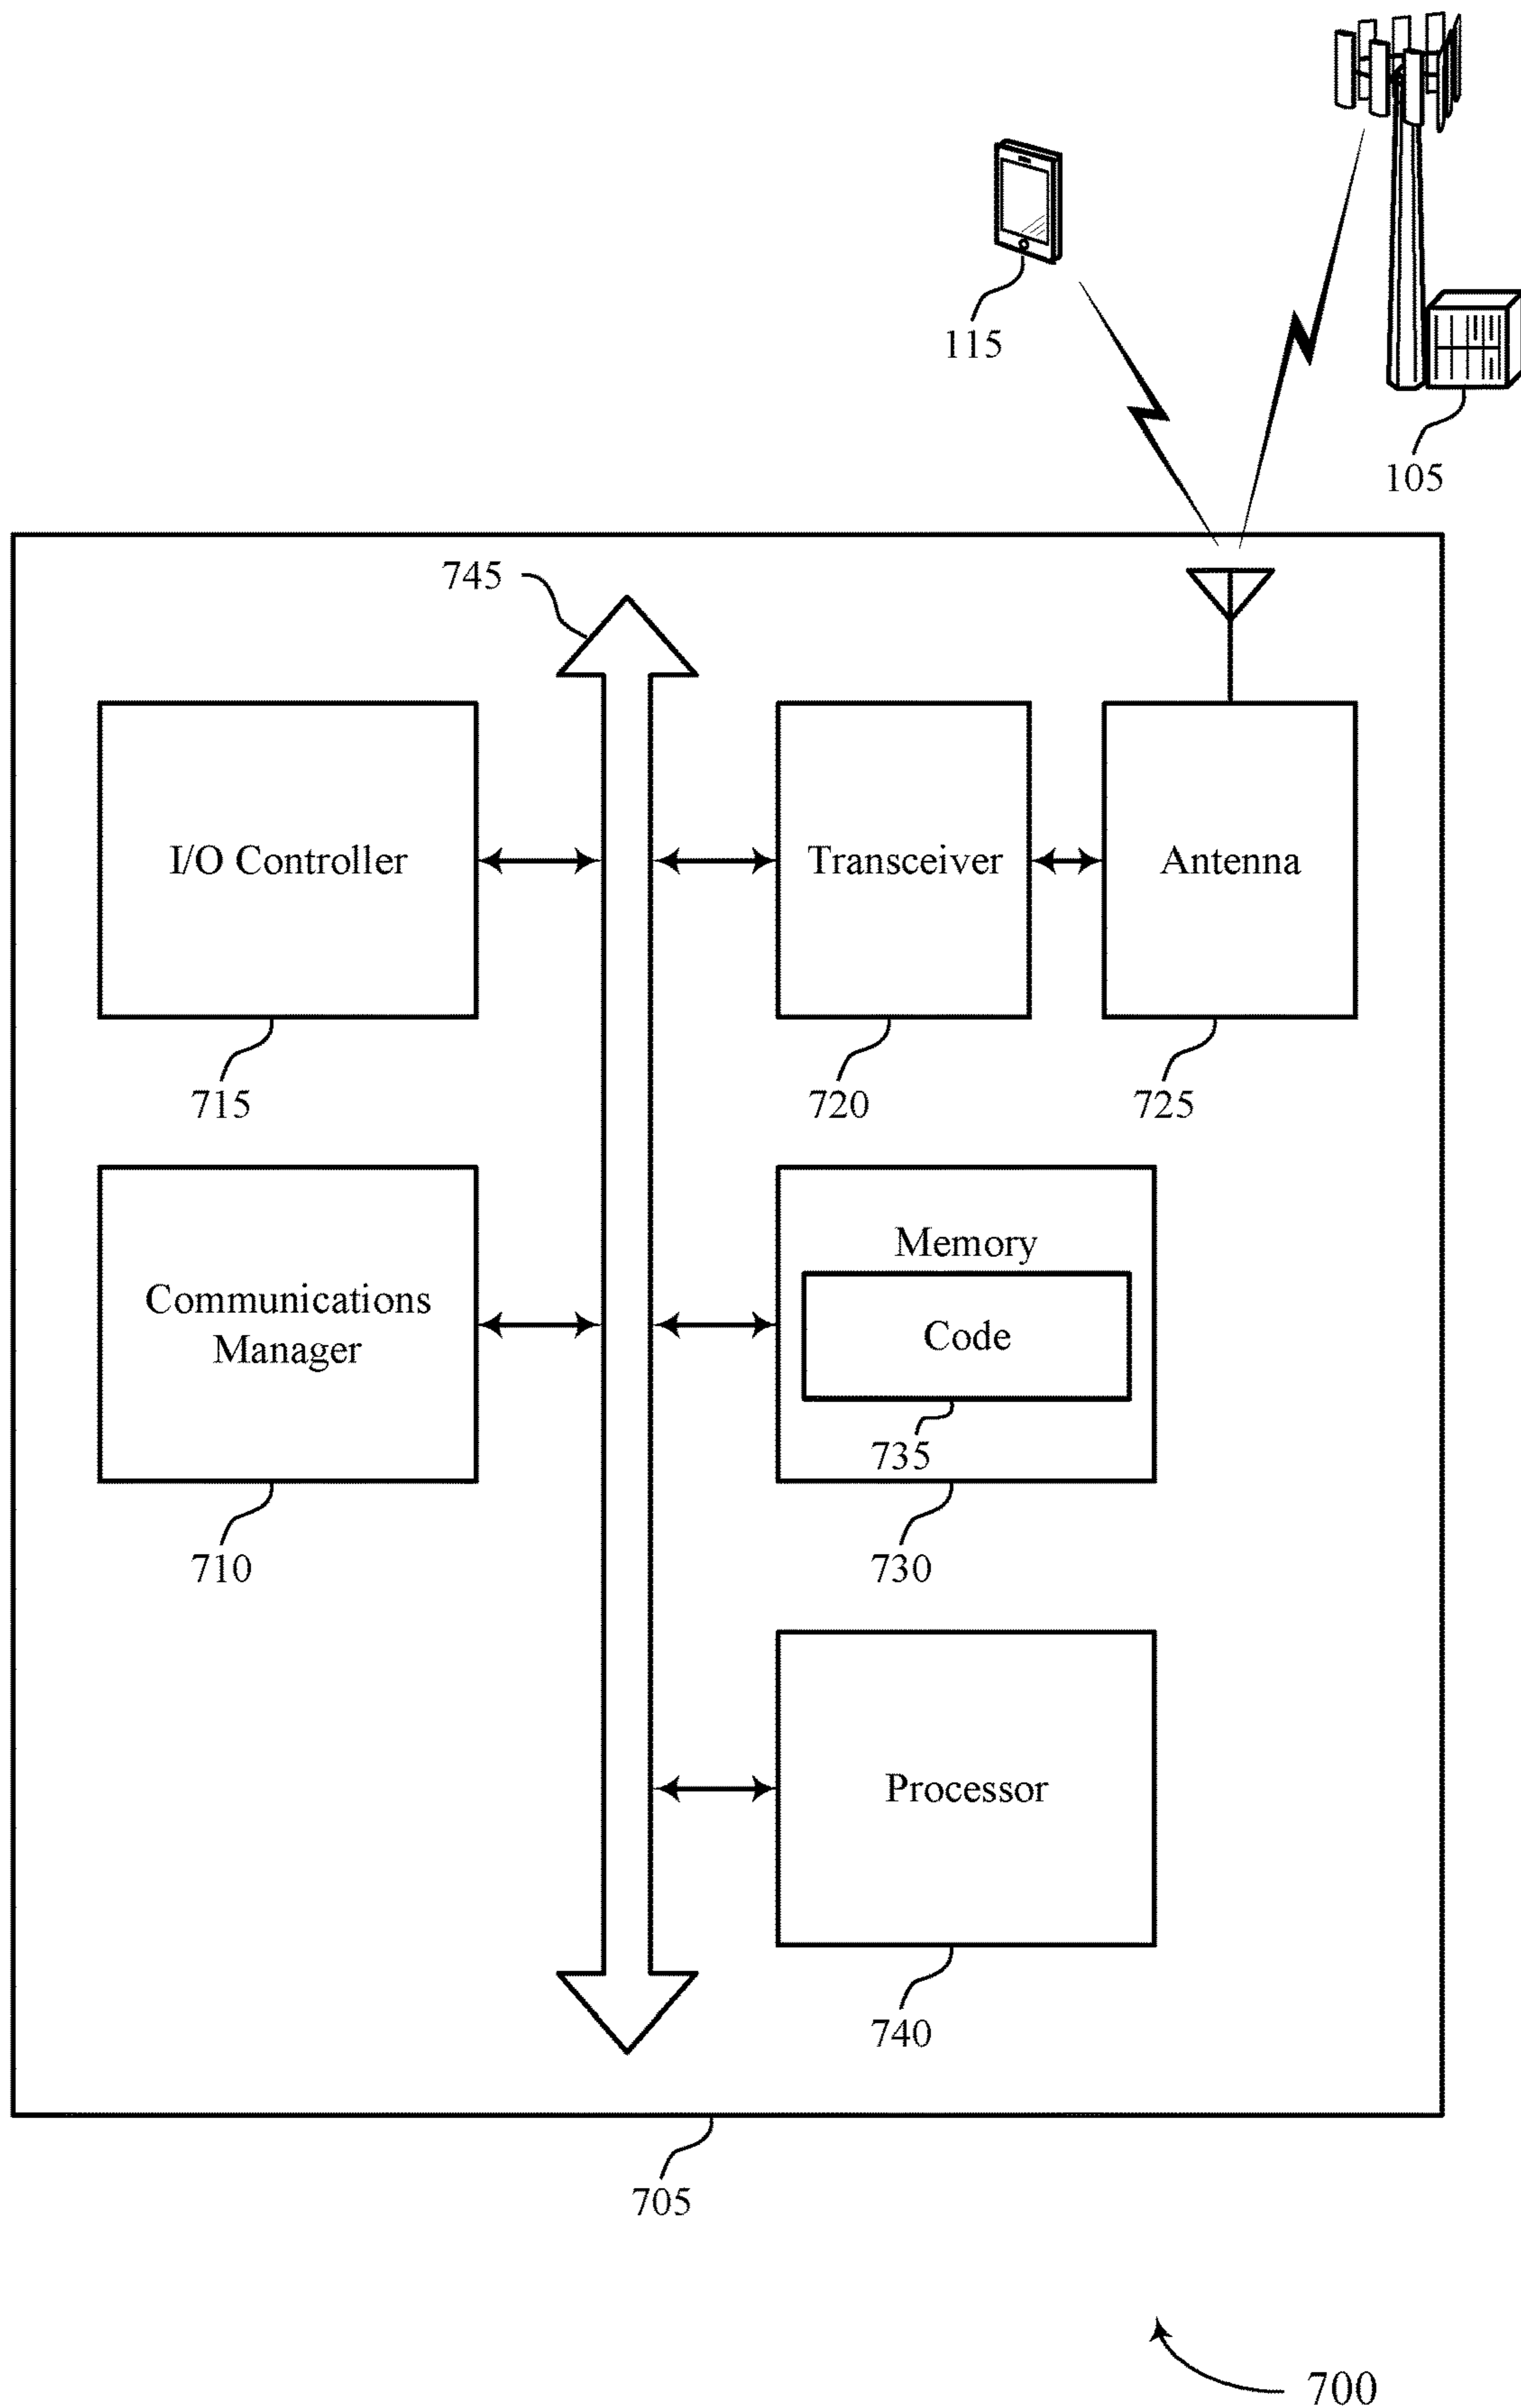 115
105
745
I/O Controller
Transceiver
Antenna
715
720
725
Communications
Manager
Memory
Code
735
710
730
Processor
740
705
700